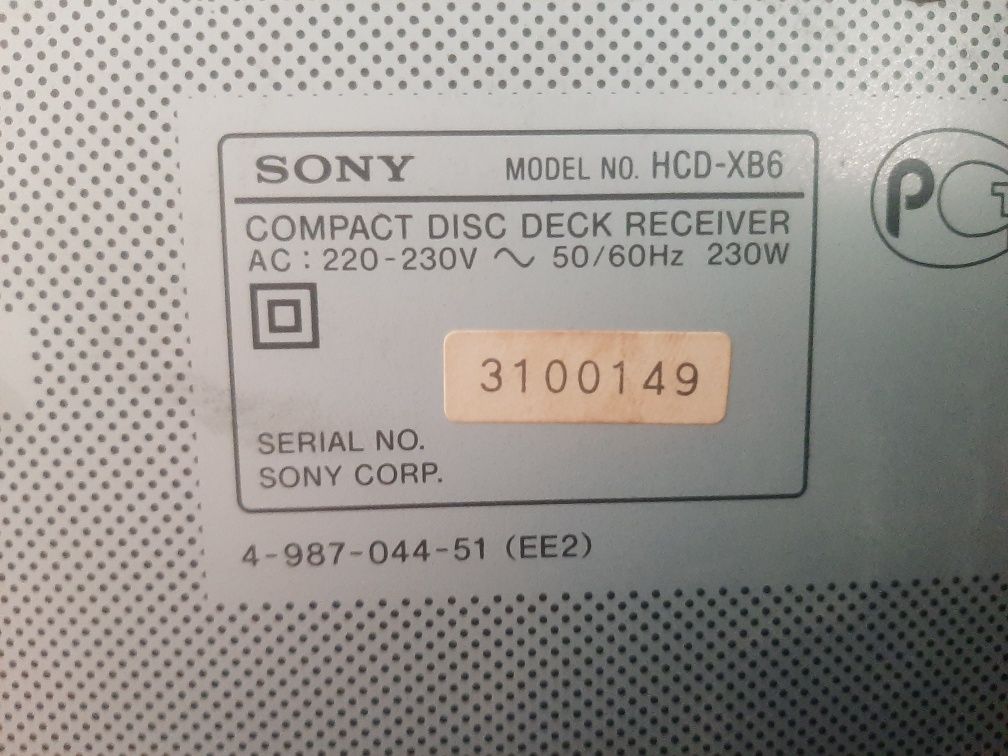 SONY MODEL NO. HCD-XB6
COMPACT DISC DECK RECEIVER
AC : 220-230V ~ 50/60Hz 230W
3100149
SERIAL NO.
SONY CORP.
4-987-044-51 (EE2)